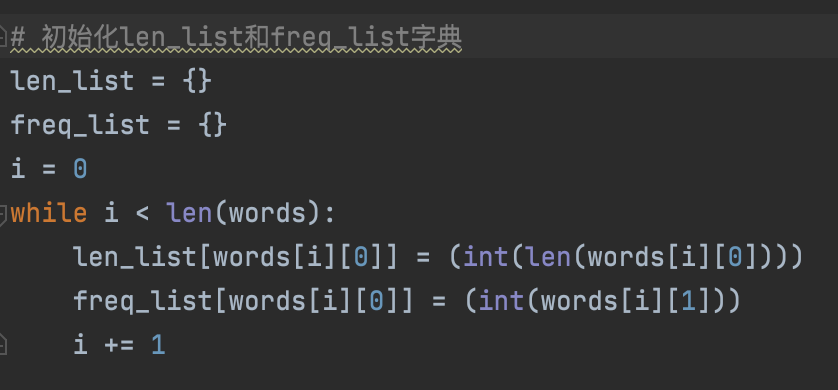 # 初始化len_list和freq_list字典
len_list = {}
freq_list = {}
i = 0
while i < len(words):
    len_list[words[i][0]] = (int(len(words[i][0])))
    freq_list[words[i][0]] = (int(words[i][1]))
    i += 1